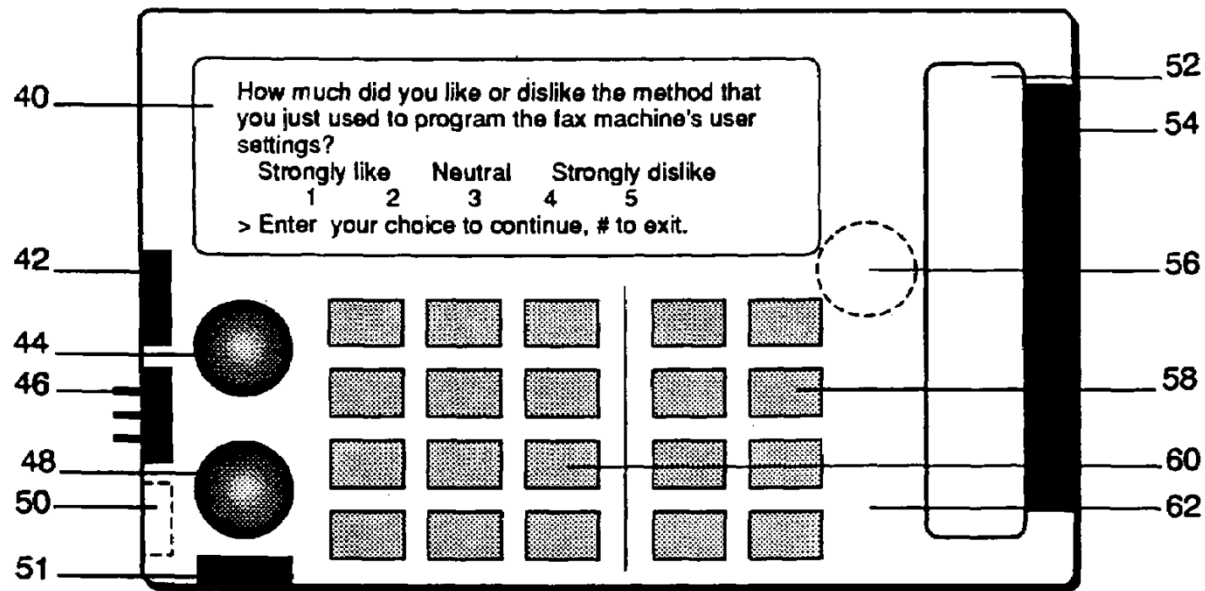 How much did you like or dislike the method that
you just used to program the fax machine's user
settings?
Strongly like Neutral Strongly dislike
1 2 3 4 5
> Enter your choice to continue, # to exit.
40
42
44
46
48
50
51
52
54
56
58
60
62